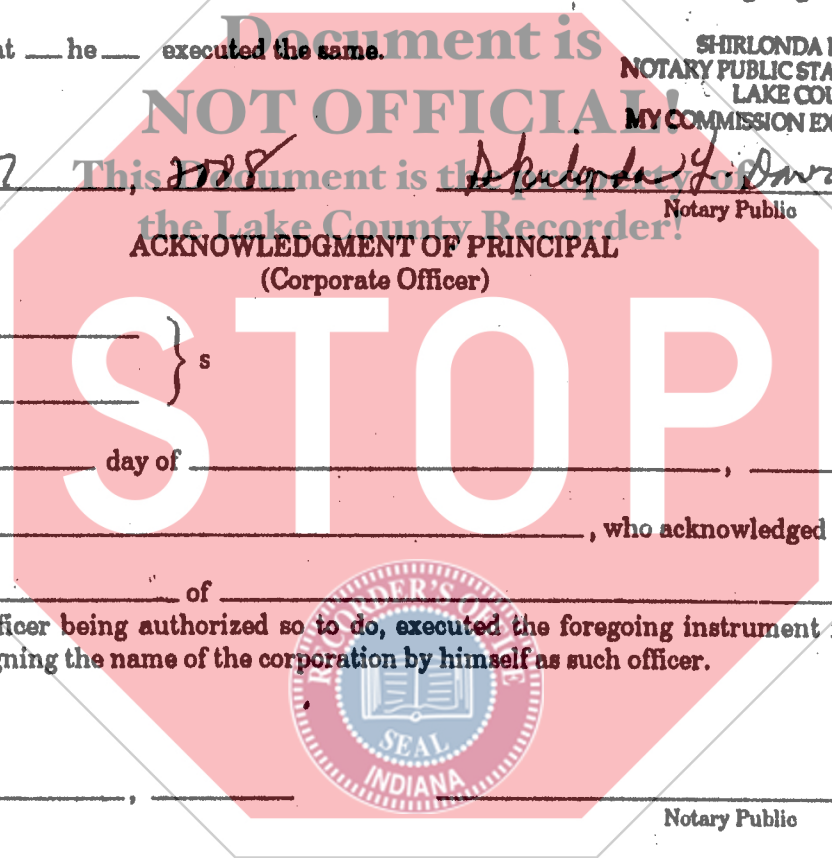 Document is
at __he__ executed the same.
SHIRLONDA
NOTARY PUBLIC STA
LAKE COU
NOT OFFICIAL!
MY COMMISSION EX
7, 2008
This Document is the property of
Notary Public
the Lake County Recorder!
ACKNOWLEDGMENT OF PRINCIPAL
(Corporate Officer)
} s
STOP
day of ,
, who acknowledged
of
ficer being authorized so to do, executed the foregoing instrument
gning the name of the corporation by himself as such officer.
RECORDER'S OFFICE
SEAL
INDIANA
,
Notary Public